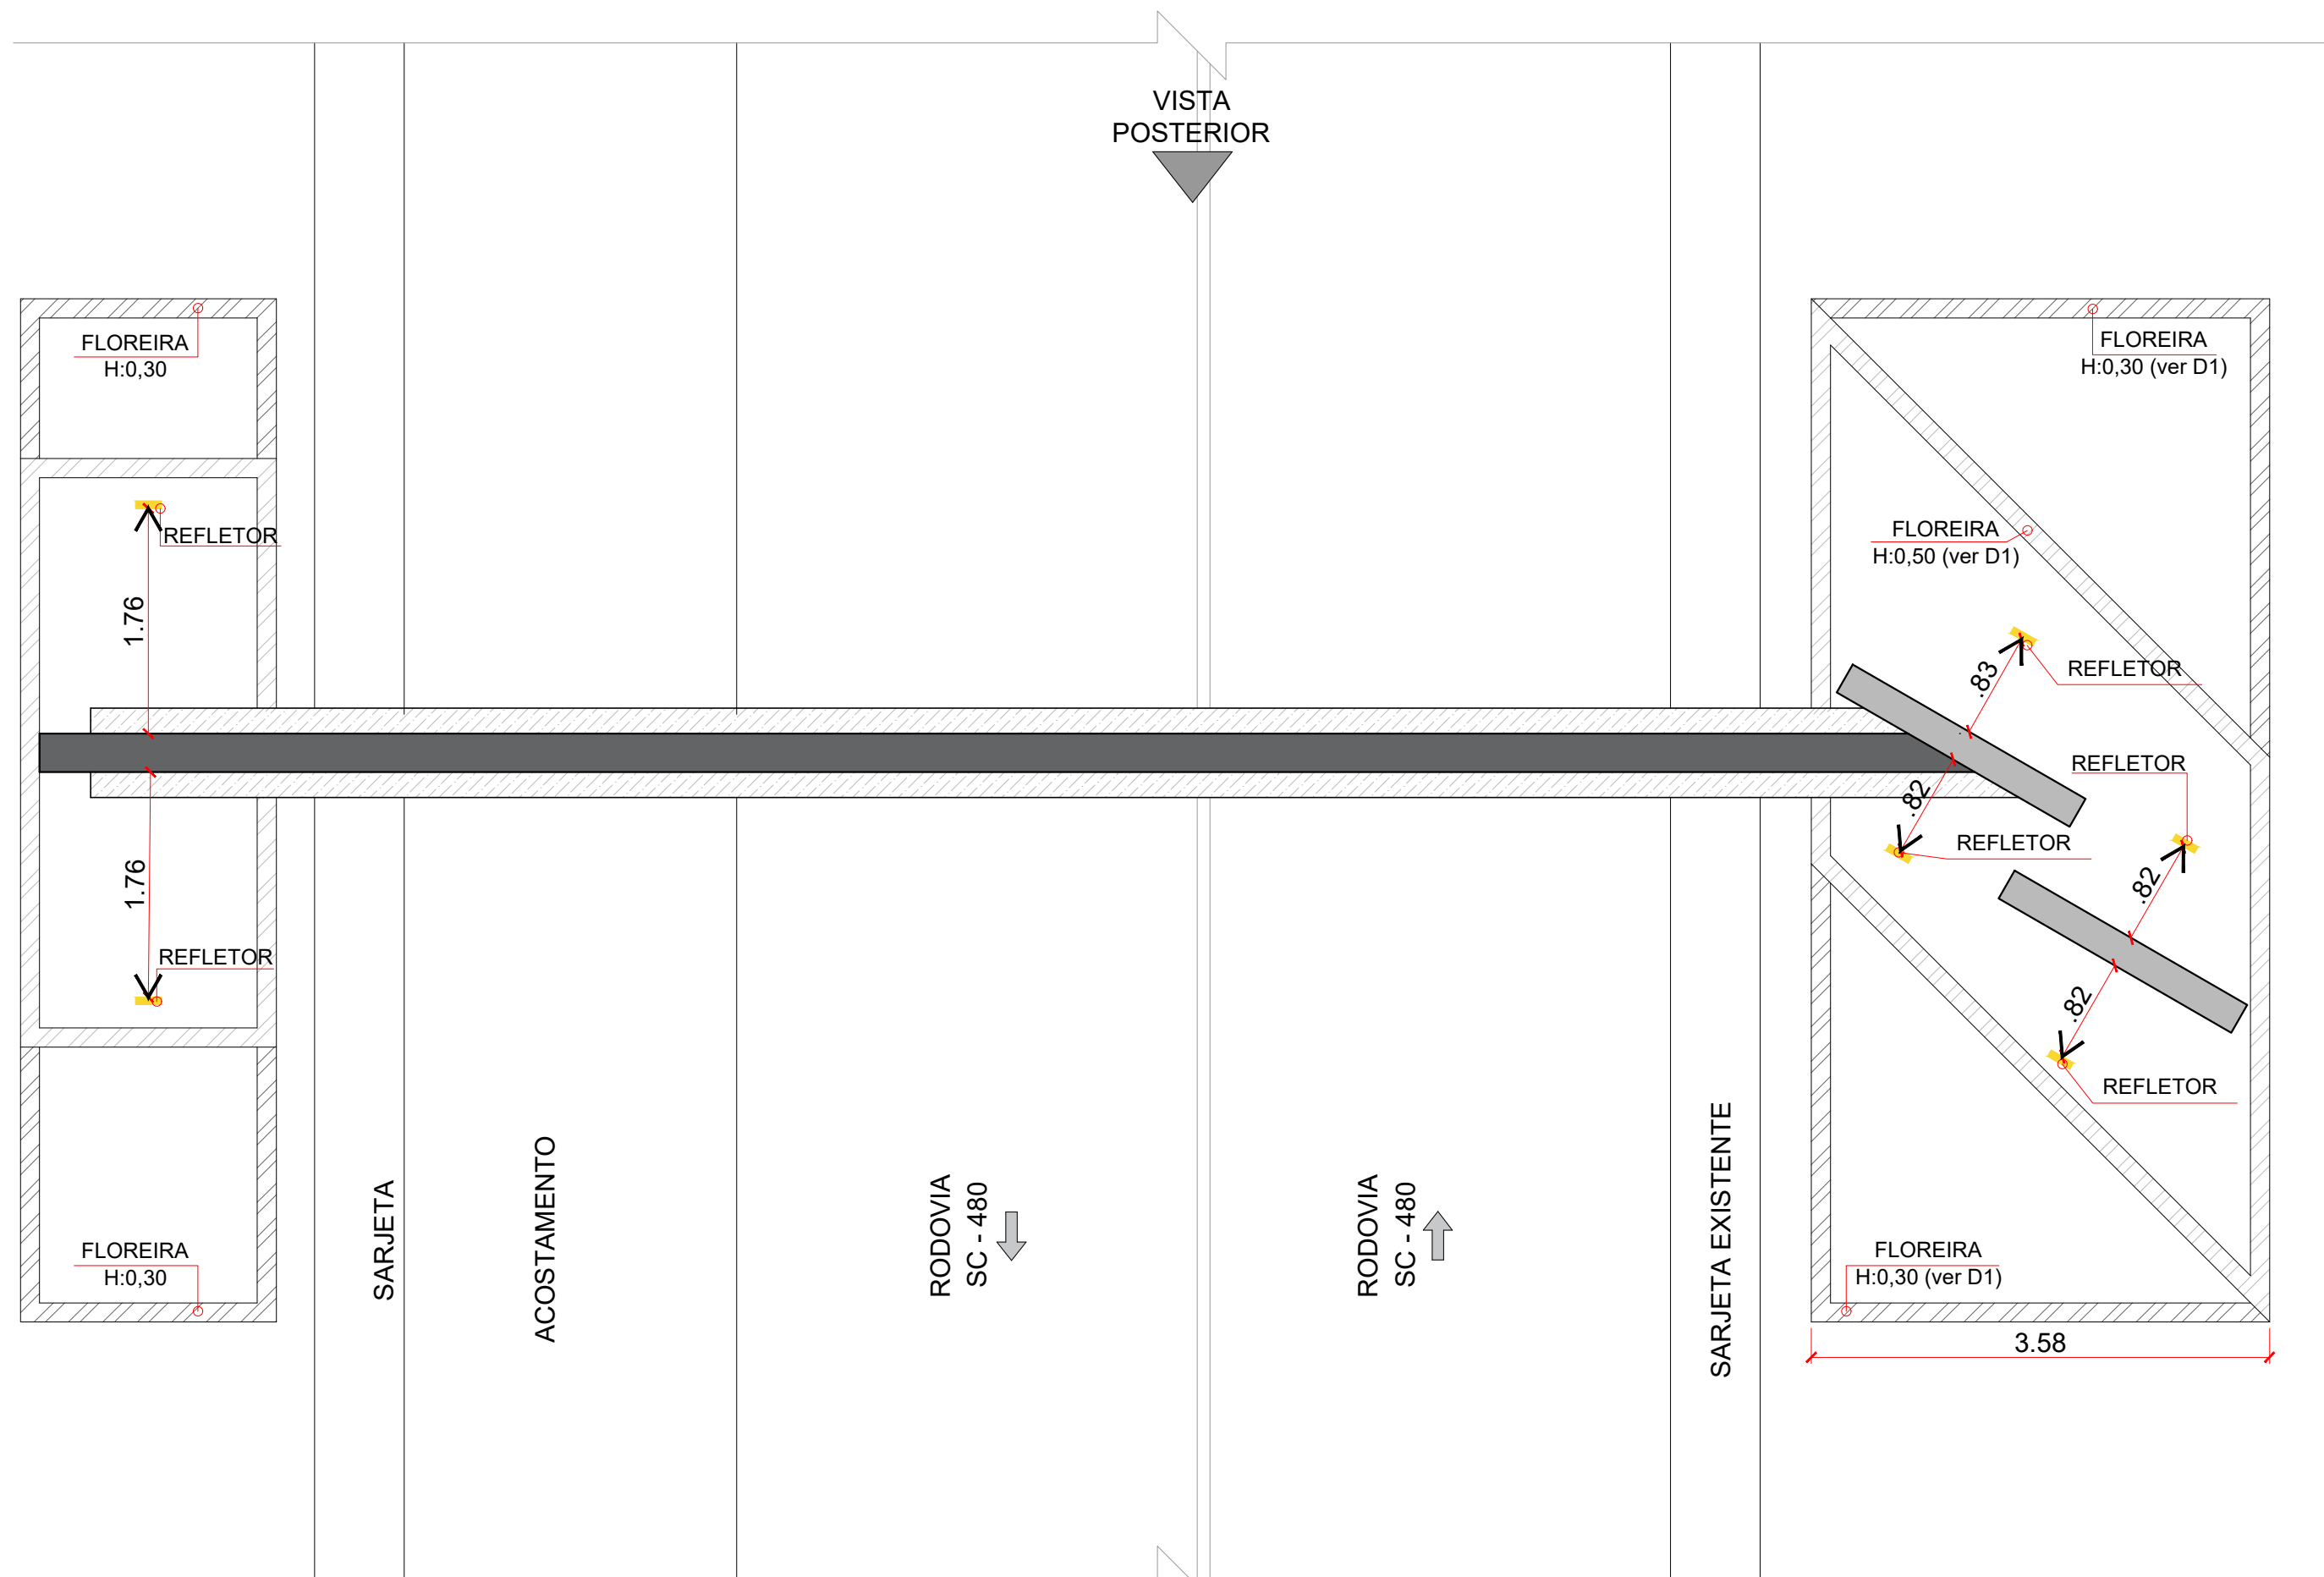 VISTA
POSTERIOR
FLOREIRA
H:0,30
FLOREIRA
H:0,30 (ver D1)
REFLETOR
FLOREIRA
H:0,50 (ver D1)
1.76
.83
REFLETOR
REFLETOR
.82
REFLETOR
1.76
.82
REFLETOR
.82
REFLETOR
SARJETA
ACOSTAMENTO
RODOVIA
SC - 480
RODOVIA
SC - 480
SARJETA EXISTENTE
FLOREIRA
H:0,30
FLOREIRA
H:0,30 (ver D1)
3.58